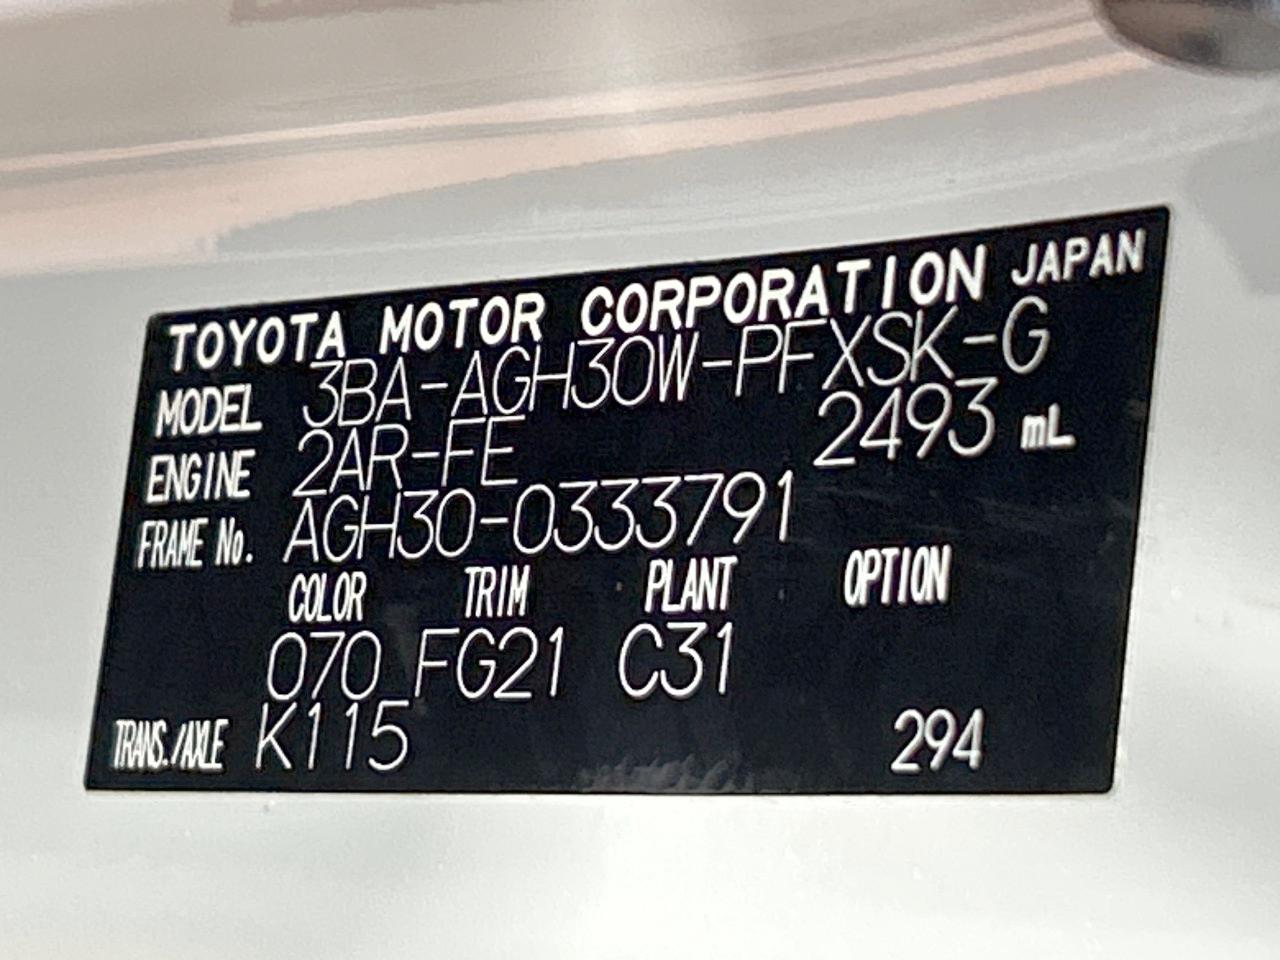 TOYOTA MOTOR CORPORATION JAPAN
MODEL 3BA-AGH30W-PFXSK-G
ENGINE 2AR-FE 2493 mL
FRAME No. AGH30-0333791
COLOR TRIM PLANT OPTION
070 FG21 C31
TRANS./AXLE K115 294